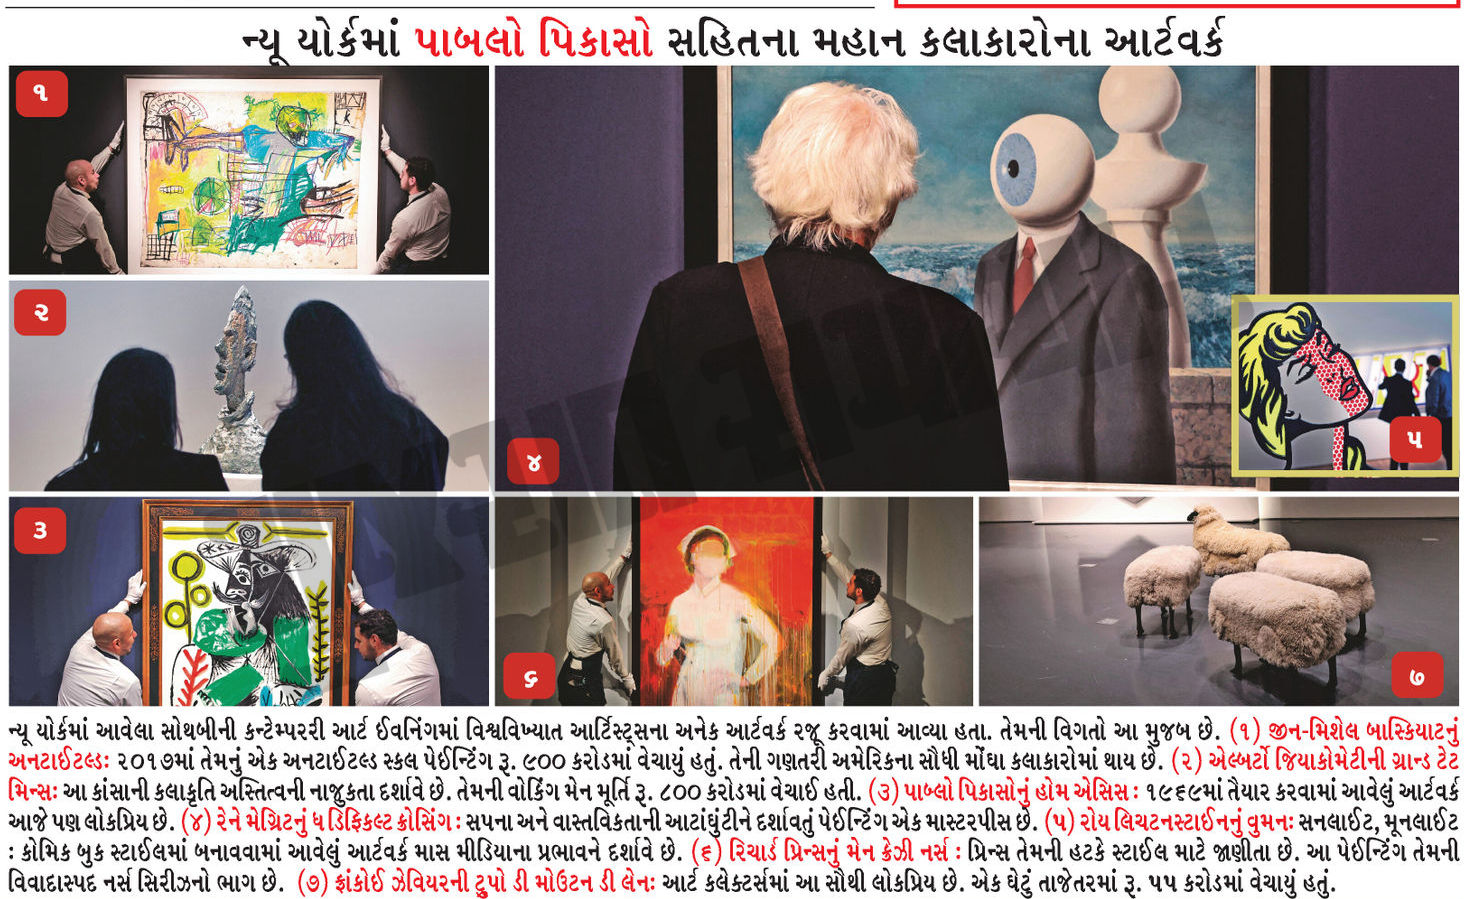 ન્યૂ યોર્કમાં પાબલો પિકાસો સહિતના મહાન કલાકારોના આર્ટવર્ક
૧
૨
૩
૪
૫
૬
૭
ન્યૂ યોર્કમાં આવેલા સોથબીની કન્ટેમ્પરરી આર્ટ ઈવનિંગમાં વિશ્વવિખ્યાત આર્ટિસ્ટ્સના અનેક આર્ટવર્ક રજૂ કરવામાં આવ્યા હતા. તેમની વિગતો આ મુજબ છે. (૧) જીન-મિશેલ બાસ્કિયાટનું
અનટાઈટલ્ડઃ ૨૦૧૭માં તેમનું એક અનટાઈટલ્ડ સ્કલ પેઈન્ટિંગ રૂ. ૯૦૦ કરોડમાં વેચાયું હતું. તેની ગણતરી અમેરિકના સૌધી મોંઘા કલાકારોમાં થાય છે. (૨) એલ્બર્ટો જિયાકોમેટીની ગ્રાન્ડ ટેટ
મિન્સઃ આ કાંસાની કલાકૃતિ અસ્તિત્વની નાજુકતા દર્શાવે છે. તેમની વોકિંગ મેન મૂર્તિ રૂ. ૮૦૦ કરોડમાં વેચાઈ હતી. (૩) પાબ્લો પિકાસોનું હોમ એસિસ : ૧૯૬૯માં તૈયાર કરવામાં આવેલું આર્ટવર્ક
આજે પણ લોકપ્રિય છે. (૪) રેને મેગ્રિટનું ધ ડિફિકલ્ટ ક્રોસિંગ : સપના અને વાસ્તવિકતાની આટાંઘુંટીને દર્શાવતું પેઈન્ટિંગ એક માસ્ટરપીસ છે. (૫) રોય લિચટનસ્ટાઈનનું વુમનઃ સનલાઈટ, મૂનલાઈટ
: કોમિક બુક સ્ટાઈલમાં બનાવવામાં આવેલું આર્ટવર્ક માસ મીડિયાના પ્રભાવને દર્શાવે છે. (૬) રિચાર્ડ પ્રિન્સનું મેન ક્રેઝી નર્સ : પ્રિન્સ તેમની હટકે સ્ટાઈલ માટે જાણીતા છે. આ પેઈન્ટિંગ તેમની
વિવાદાસ્પદ નર્સ સિરીઝનો ભાગ છે. (૭) ફ્રાંકોઈ ઝેવિયરની ટ્રુપો ડી મોઉટન ડી લેનઃ આર્ટ કલેક્ટર્સમાં આ સૌથી લોકપ્રિય છે. એક ઘેટું તાજેતરમાં રૂ. ૫૫ કરોડમાં વેચાયું હતું.